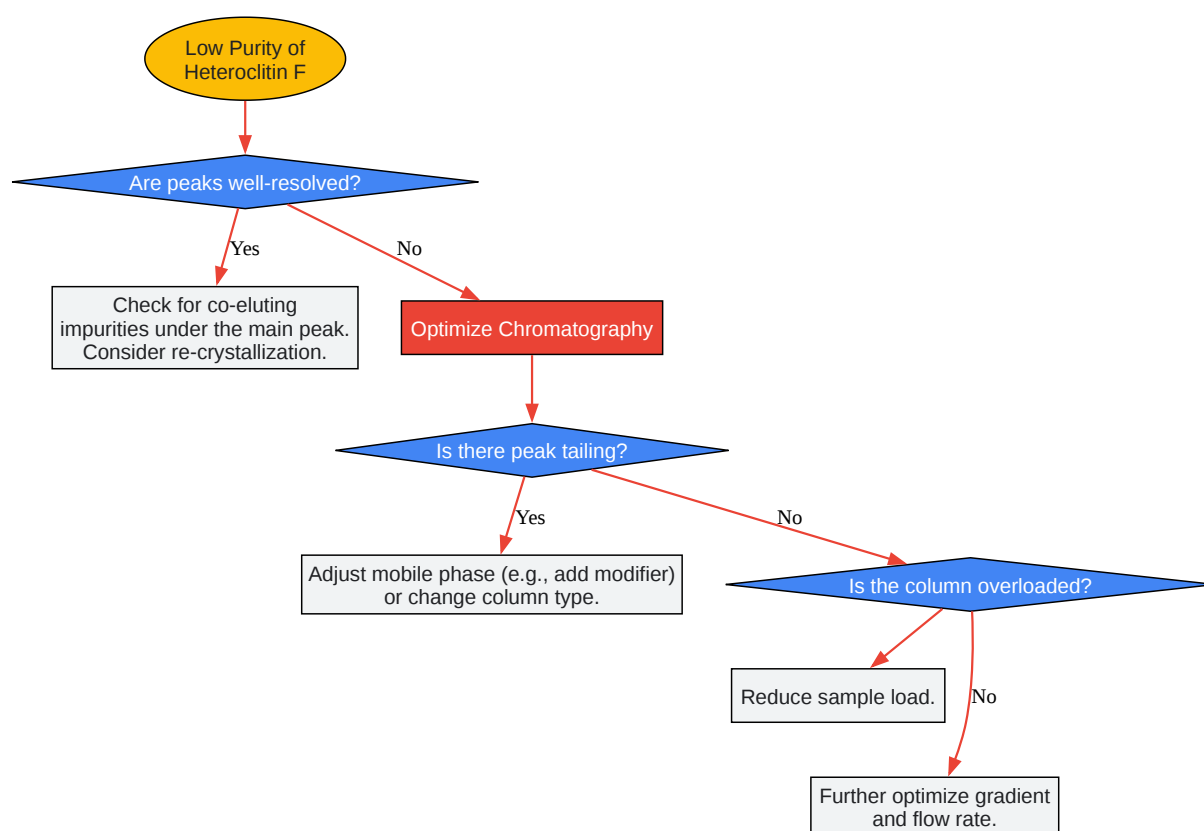 Low Purity of
Heteroclitin F
Are peaks well-resolved?
Yes
No
Check for co-eluting
impurities under the main peak.
Consider re-crystallization.
Optimize Chromatography
Is there peak tailing?
Yes
No
Adjust mobile phase (e.g., add modifier)
or change column type.
Is the column overloaded?
Reduce sample load.
No
Further optimize gradient
and flow rate.